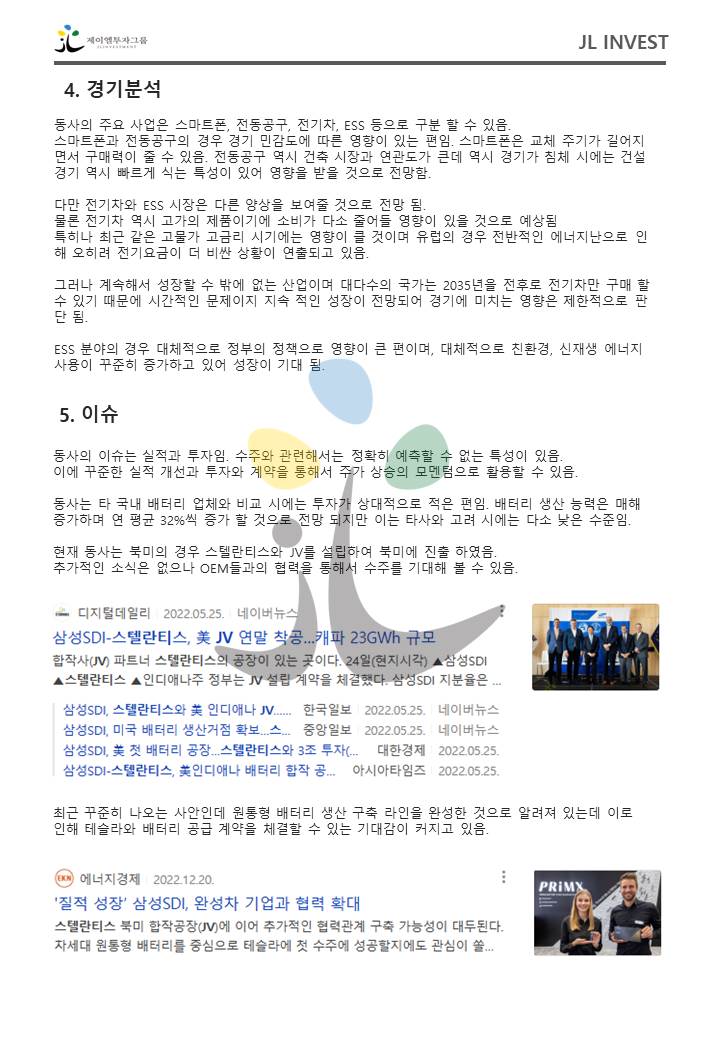 제이엘투자그룹
JL INVESTMENT
JL INVEST
4. 경기분석
동사의 주요 사업은 스마트폰, 전동공구, 전기차, ESS 등으로 구분 할 수 있음.
스마트폰과 전동공구의 경우 경기 민감도에 따른 영향이 있는 편임. 스마트폰은 교체 주기가 길어지
면서 구매력이 줄 수 있음. 전동공구 역시 건축 시장과 연관도가 큰데 역시 경기가 침체 시에는 건설
경기 역시 빠르게 식는 특성이 있어 영향을 받을 것으로 전망함.
다만 전기차와 ESS 시장은 다른 양상을 보여줄 것으로 전망 됨.
물론 전기차 역시 고가의 제품이기에 소비가 다소 줄어들 영향이 있을 것으로 예상됨
특히나 최근 같은 고물가 고금리 시기에는 영향이 클 것이며 유럽의 경우 전반적인 에너지난으로 인
해 오히려 전기요금이 더 비싼 상황이 연출되고 있음.
그러나 계속해서 성장할 수 밖에 없는 산업이며 대다수의 국가는 2035년을 전후로 전기차만 구매 할
수 있기 때문에 시간적인 문제이지 지속 적인 성장이 전망되어 경기에 미치는 영향은 제한적으로 판
단 됨.
ESS 분야의 경우 대체적으로 정부의 정책으로 영향이 큰 편이며, 대체적으로 친환경, 신재생 에너지
사용이 꾸준히 증가하고 있어 성장이 기대 됨.
5. 이슈
동사의 이슈는 실적과 투자임. 수주와 관련해서는 정확히 예측할 수 없는 특성이 있음.
이에 꾸준한 실적 개선과 투자와 계약을 통해서 주가 상승의 모멘텀으로 활용할 수 있음.
동사는 타 국내 배터리 업체와 비교 시에는 투자가 상대적으로 적은 편임. 배터리 생산 능력은 매해
증가하며 연 평균 32%씩 증가 할 것으로 전망 되지만 이는 타사와 고려 시에는 다소 낮은 수준임.
현재 동사는 북미의 경우 스텔란티스와 JV를 설립하여 북미에 진출 하였음.
추가적인 소식은 없으나 OEM들과의 협력을 통해서 수주를 기대해 볼 수 있음.
디지털데일리 2022.05.25. 네이버뉴스
삼성SDI-스텔란티스, 美 JV 연말 착공...캐파 23GWh 규모
합작사(JV) 파트너 스텔란티스의 공장이 있는 곳이다. 24일(현지시각) ▲삼성SDI
▲스텔란티스 ▲인디애나주 정부는 JV 설립 계약을 체결했다. 삼성SDI 지분율은 ...
삼성SDI, 스텔란티스와 美 인디애나 JV...... 한국일보 2022.05.25. 네이버뉴스
삼성SDI, 미국 배터리 생산거점 확보...스... 중앙일보 2022.05.25. 네이버뉴스
삼성SDI, 美 첫 배터리 공장...스텔란티스와 3조 투자(... 대한경제 2022.05.25.
삼성SDI-스텔란티스, 美인디애나 배터리 합작 공... 아시아타임즈 2022.05.25.
최근 꾸준히 나오는 사안인데 원통형 배터리 생산 구축 라인을 완성한 것으로 알려져 있는데 이로
인해 테슬라와 배터리 공급 계약을 체결할 수 있는 기대감이 커지고 있음.
EKN 에너지경제 2022.12.20.
'질적 성장' 삼성SDI, 완성차 기업과 협력 확대
스텔란티스 북미 합작공장(JV)에 이어 추가적인 협력관계 구축 가능성이 대두된다.
차세대 원통형 배터리를 중심으로 테슬라에 첫 수주에 성공할지에도 관심이 쏠...
PRiMX